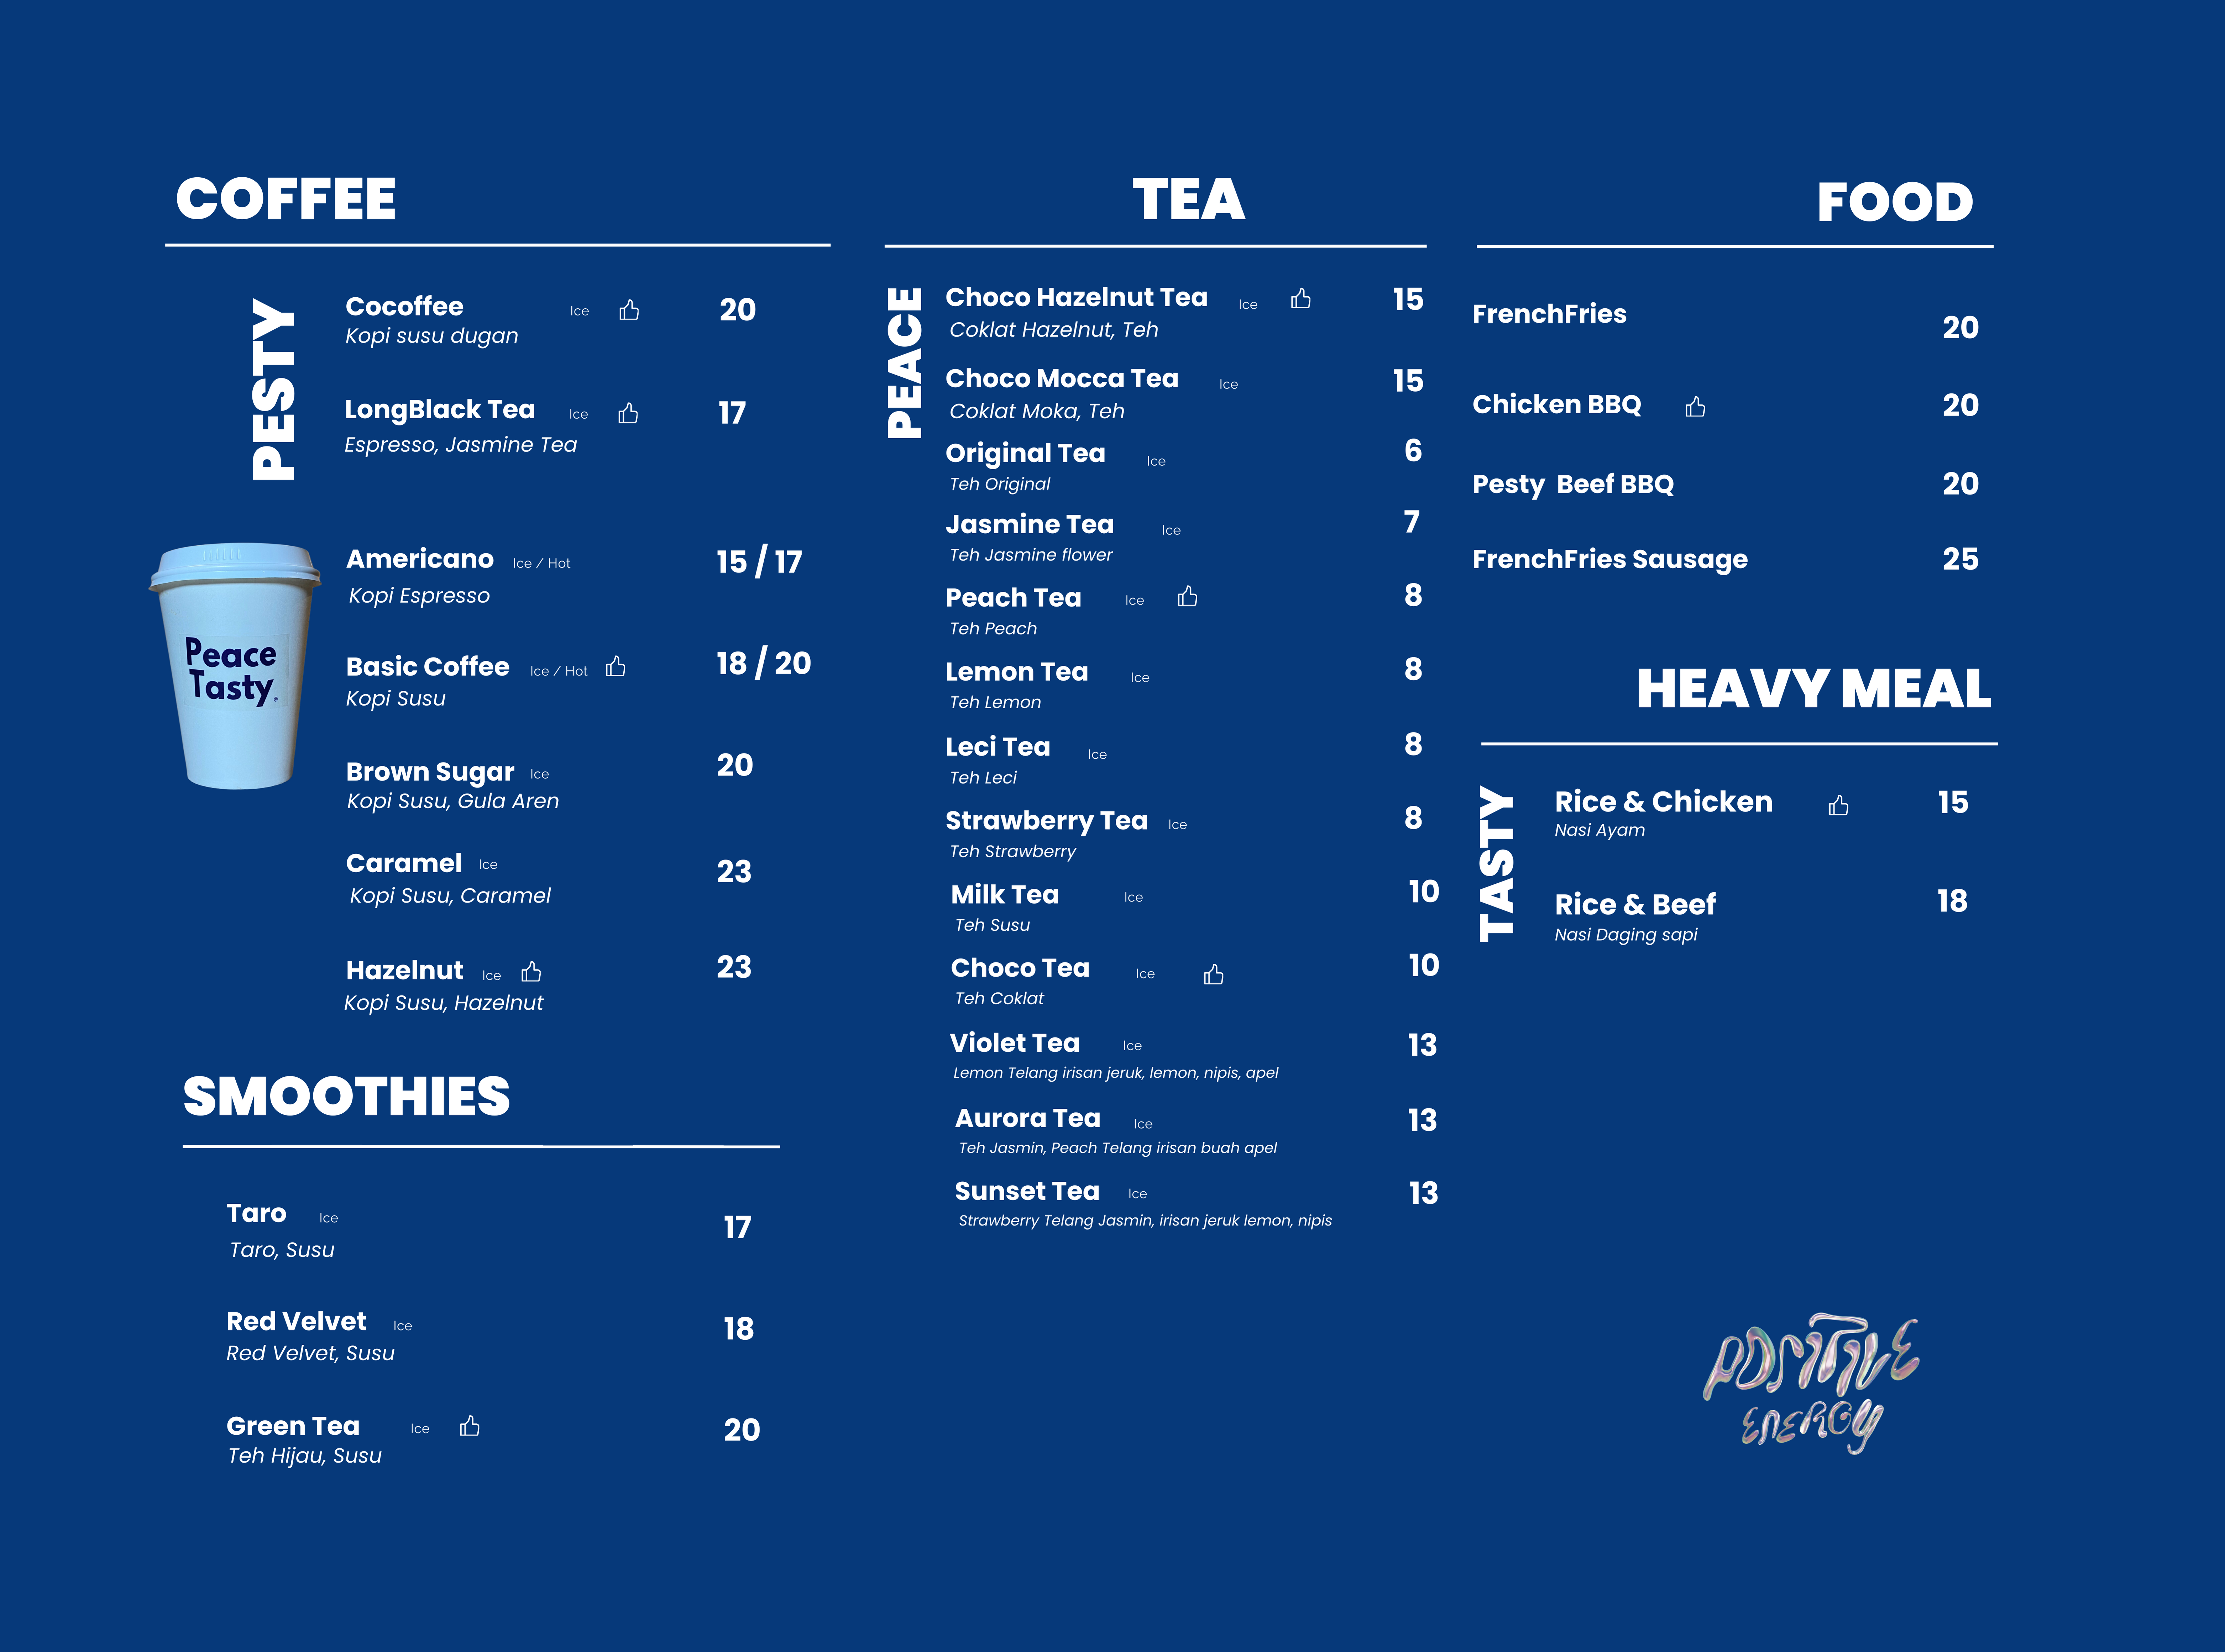 COFFEE
PESTY
Cocoffee Ice 20
Kopi susu dugan
LongBlack Tea Ice 17
Espresso, Jasmine Tea
Americano Ice / Hot 15 / 17
Kopi Espresso
Basic Coffee Ice / Hot 18 / 20
Kopi Susu
Brown Sugar Ice 20
Kopi Susu, Gula Aren
Caramel Ice 23
Kopi Susu, Caramel
Hazelnut Ice 23
Kopi Susu, Hazelnut
Peace
Tasty
SMOOTHIES
Taro Ice 17
Taro, Susu
Red Velvet Ice 18
Red Velvet, Susu
Green Tea Ice 20
Teh Hijau, Susu
TEA
PEACE
Choco Hazelnut Tea Ice 15
Coklat Hazelnut, Teh
Choco Mocca Tea Ice 15
Coklat Moka, Teh
Original Tea Ice 6
Teh Original
Jasmine Tea Ice 7
Teh Jasmine flower
Peach Tea Ice 8
Teh Peach
Lemon Tea Ice 8
Teh Lemon
Leci Tea Ice 8
Teh Leci
Strawberry Tea Ice 8
Teh Strawberry
Milk Tea Ice 10
Teh Susu
Choco Tea Ice 10
Teh Coklat
Violet Tea Ice 13
Lemon Telang irisan jeruk, lemon, nipis, apel
Aurora Tea Ice 13
Teh Jasmin, Peach Telang irisan buah apel
Sunset Tea Ice 13
Strawberry Telang Jasmin, irisan jeruk lemon, nipis
FOOD
FrenchFries 20
Chicken BBQ 20
Pesty Beef BBQ 20
FrenchFries Sausage 25
HEAVY MEAL
TASTY
Rice & Chicken 15
Nasi Ayam
Rice & Beef 18
Nasi Daging sapi
POSITIVE
ENERGY